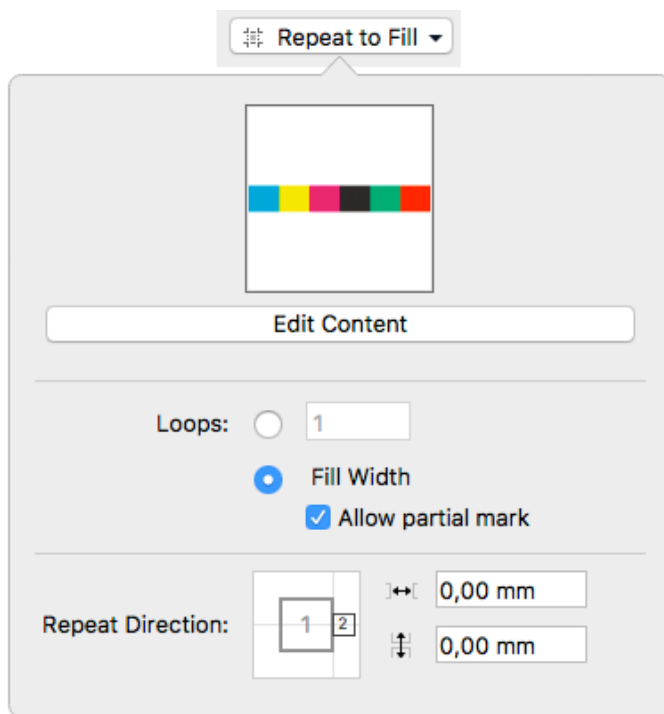 Repeat to Fill
Edit Content
Loops: 1
Fill Width
Allow partial mark
0,00 mm
Repeat Direction: 1 2
0,00 mm